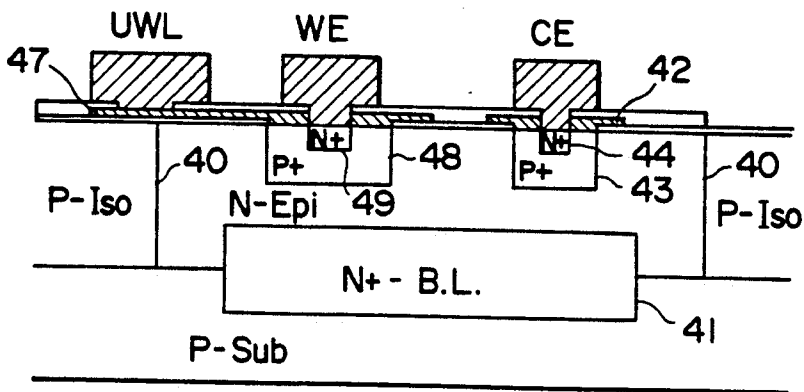 UWL WE CE
47 42
N+ N+
40 P+ 48 P+ 44 40
P-Iso N-Epi 49 43 P-Iso
N+- B.L.
41
P-Sub